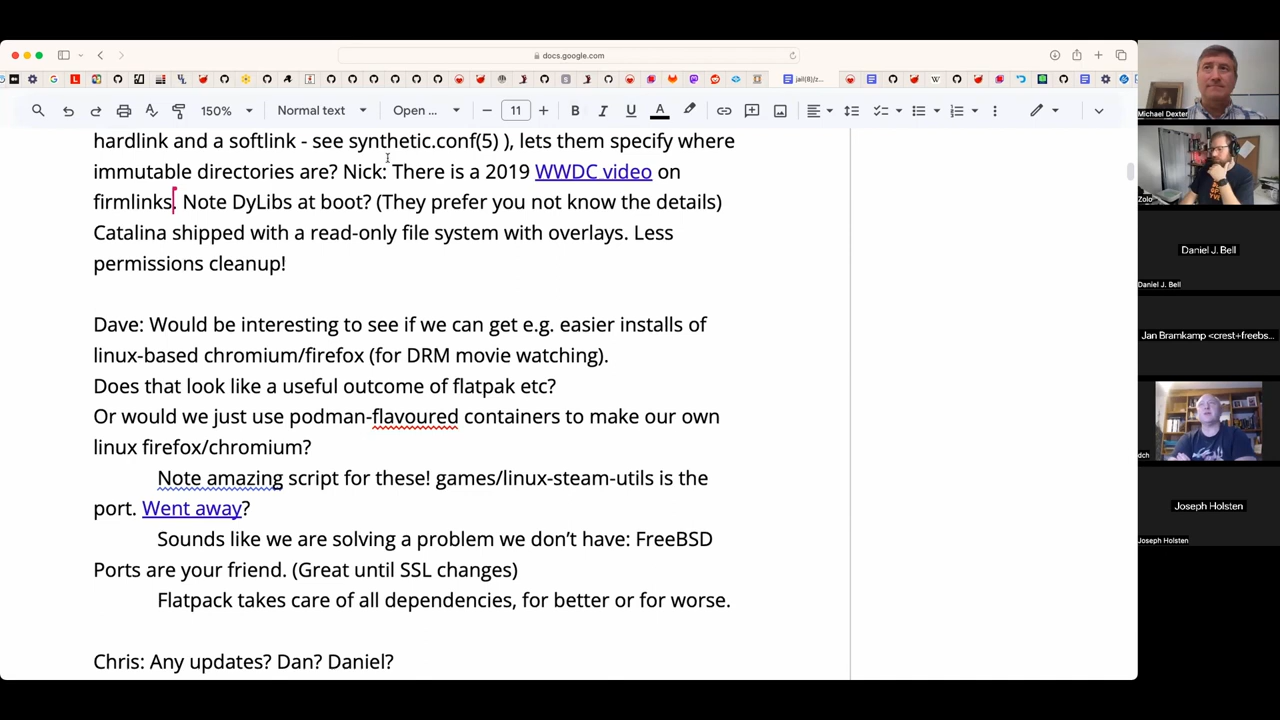 docs.google.com
jail(8)/z...
150%
Normal text
Open ...
11
hardlink and a softlink - see synthetic.conf(5) ), lets them specify where
immutable directories are? Nick: There is a 2019 WWDC video on
firmlinks. Note DyLibs at boot? (They prefer you not know the details)
Catalina shipped with a read-only file system with overlays. Less
permissions cleanup!
Dave: Would be interesting to see if we can get e.g. easier installs of
linux-based chromium/firefox (for DRM movie watching).
Does that look like a useful outcome of flatpak etc?
Or would we just use podman-flavoured containers to make our own
linux firefox/chromium?
Note amazing script for these! games/linux-steam-utils is the
port. Went away?
Sounds like we are solving a problem we don’t have: FreeBSD
Ports are your friend. (Great until SSL changes)
Flatpack takes care of all dependencies, for better or for worse.
Chris: Any updates? Dan? Daniel?
Michael Dexter
Zolo
Daniel J. Bell
Daniel J. Bell
Jan Bramkamp <crest+freebs...
dch
Joseph Holsten
Joseph Holsten